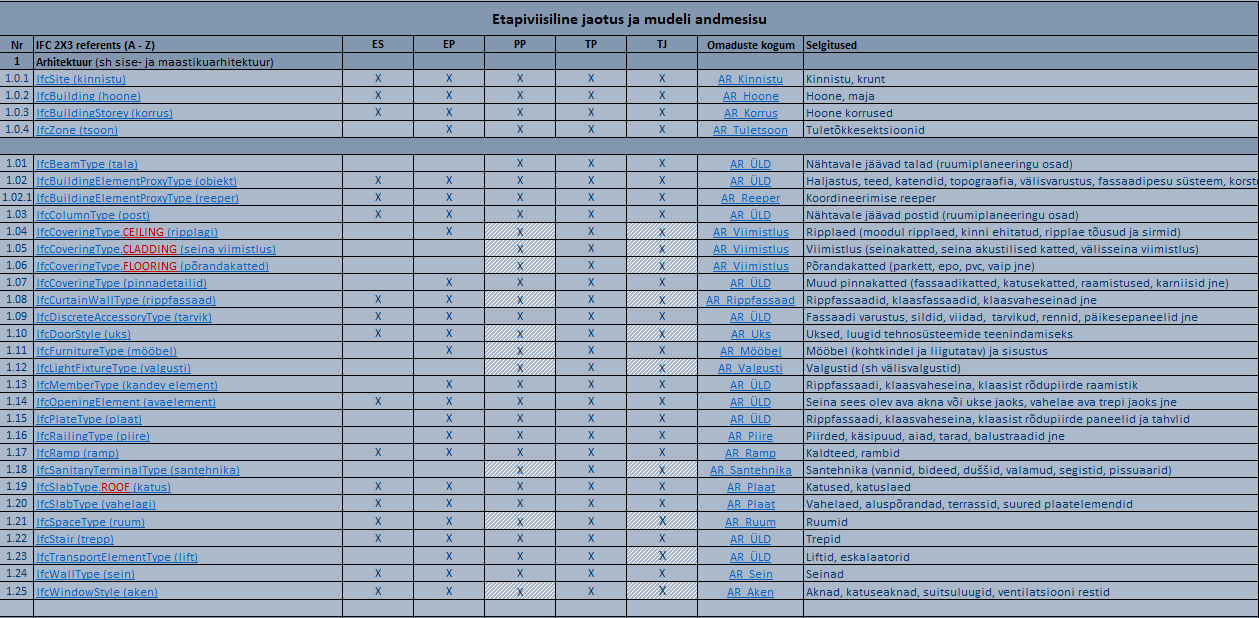 Etapiviisiline jaotus ja mudeli andmesisu
Nr IFC 2X3 referents (A - Z) ES EP PP TP TJ Omaduste kogum Selgitused
1 Arhitektuur (sh sise- ja maastikuarhitektuur)
1.0.1 IfcSite (kinnistu) X X X X X AR_Kinnistu Kinnistu, krunt
1.0.2 IfcBuilding (hoone) X X X X X AR_Hoone Hoone, maja
1.0.3 IfcBuildingStorey (korrus) X X X X X AR_Korrus Hoone korrused
1.0.4 IfcZone (tsoon) X X X X AR_Tuletsoon Tuletõkkesektsioonid
1.01 IfcBeamType (tala) X X X AR_ÜLD Nähtavale jäävad talad (ruumiplaneeringu osad)
1.02 IfcBuildingElementProxyType (objekt) X X X X X AR_ÜLD Haljastus, teed, katendid, topograafia, välisvarustus, fassaadipesu süsteem, korst
1.02.1 IfcBuildingElementProxyType (reeper) X X X X X AR_Reeper Koordineerimise reeper
1.03 IfcColumnType (post) X X X X X AR_ÜLD Nähtavale jäävad postid (ruumiplaneeringu osad)
1.04 IfcCoveringType.CEILING (ripplagi) X X X X AR_Viimistlus Ripplaed (moodul ripplaed, kinni ehitatud, ripplae tõusud ja sirmid)
1.05 IfcCoveringType.CLADDING (seina viimistlus) X X X AR_Viimistlus Viimistlus (seinakatted, seina akustilised katted, välisseina viimistlus)
1.06 IfcCoveringType.FLOORING (põrandakatted) X X X AR_Viimistlus Põrandakatted (parkett, epo, pvc, vaip jne)
1.07 IfcCoveringType (pinnadetailid) X X X X AR_ÜLD Muud pinnakatted (fassaadikatted, katusekatted, raamistused, karniisid jne)
1.08 IfcCurtainWallType (rippfassaad) X X X X X AR_Rippfassaad Rippfassaadid, klaasfassaadid, klaasvaheseinad jne
1.09 IfcDiscreteAccessoryType (tarvik) X X X X X AR_ÜLD Fassaadi varustus, sildid, viidad, tarvikud, rennid, päikesepaneelid jne
1.10 IfcDoorStyle (uks) X X X X X AR_Uks Uksed, luugid tehnosüsteemide teenindamiseks
1.11 IfcFurnitureType (mööbel) X X X X AR_Mööbel Mööbel (kohtkindel ja liigutatav) ja sisustus
1.12 IfcLightFixtureType (valgusti) X X X AR_Valgusti Valgustid (sh välisvalgustid)
1.13 IfcMemberType (kandev element) X X X X AR_ÜLD Rippfassaadi, klaasvaheseina, klaasist rõdupiirde raamistik
1.14 IfcOpeningElement (avaelement) X X X X X AR_ÜLD Seina sees olev ava akna või ukse jaoks, vahelae ava trepi jaoks jne
1.15 IfcPlateType (plaat) X X X X AR_ÜLD Rippfassaadi, klaasvaheseina, klaasist rõdupiirde paneelid ja tahvlid
1.16 IfcRailingType (piire) X X X X AR_Piire Piirded, käsipuud, aiad, tarad, balustraadid jne
1.17 IfcRamp (ramp) X X X X X AR_Ramp Kaldteed, rambid
1.18 IfcSanitaryTerminalType (santehnika) X X X AR_Santehnika Santehnika (vannid, bideed, duššid, valamud, segistid, pissuaarid)
1.19 IfcSlabType.ROOF (katus) X X X X X AR_Plaat Katused, katuslaed
1.20 IfcSlabType (vahelagi) X X X X X AR_Plaat Vahelaed, aluspõrandad, terrassid, suured plaatelemendid
1.21 IfcSpaceType (ruum) X X X X X AR_Ruum Ruumid
1.22 IfcStair (trepp) X X X X X AR_ÜLD Trepid
1.23 IfcTransportElementType (lift) X X X X AR_ÜLD Liftid, eskalaatorid
1.24 IfcWallType (sein) X X X X X AR_Sein Seinad
1.25 IfcWindowStyle (aken) X X X X X AR_Aken Aknad, katuseaknad, suitsuluugid, ventilatsiooni restid